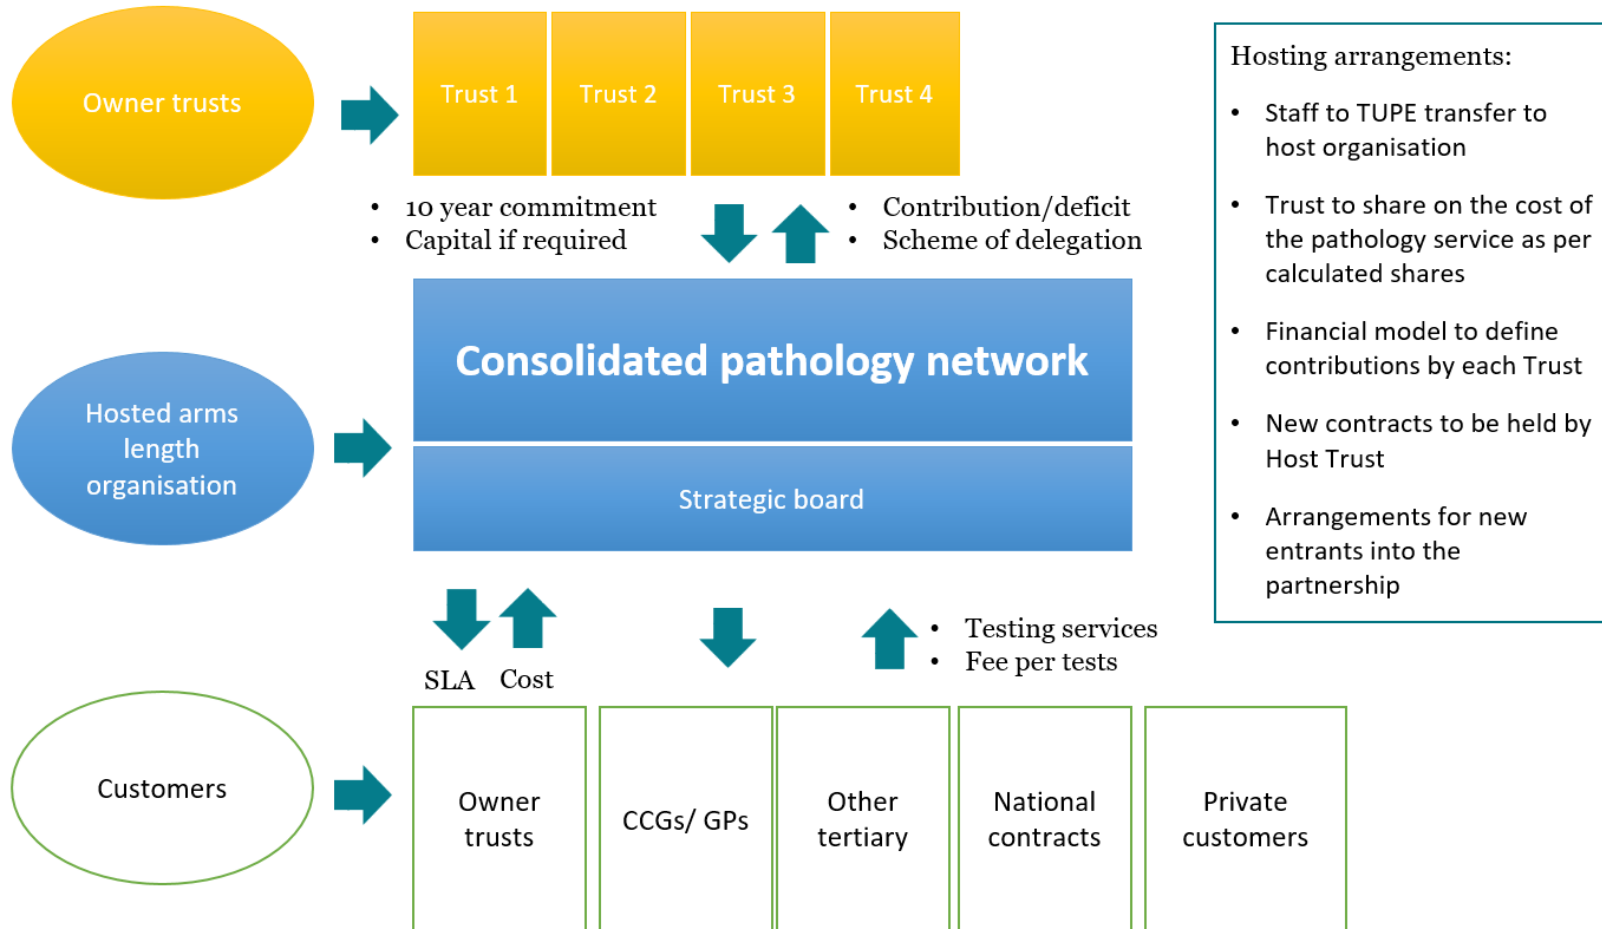 Owner trusts
Trust 1
Trust 2
Trust 3
Trust 4
• 10 year commitment
• Capital if required
• Contribution/deficit
• Scheme of delegation
Hosted arms
length
organisation
Consolidated pathology network
Strategic board
SLA
Cost
• Testing services
• Fee per tests
Customers
Owner
trusts
CCGs/ GPs
Other
tertiary
National
contracts
Private
customers
Hosting arrangements:
• Staff to TUPE transfer to
host organisation
• Trust to share on the cost of
the pathology service as per
calculated shares
• Financial model to define
contributions by each Trust
• New contracts to be held by
Host Trust
• Arrangements for new
entrants into the
partnership